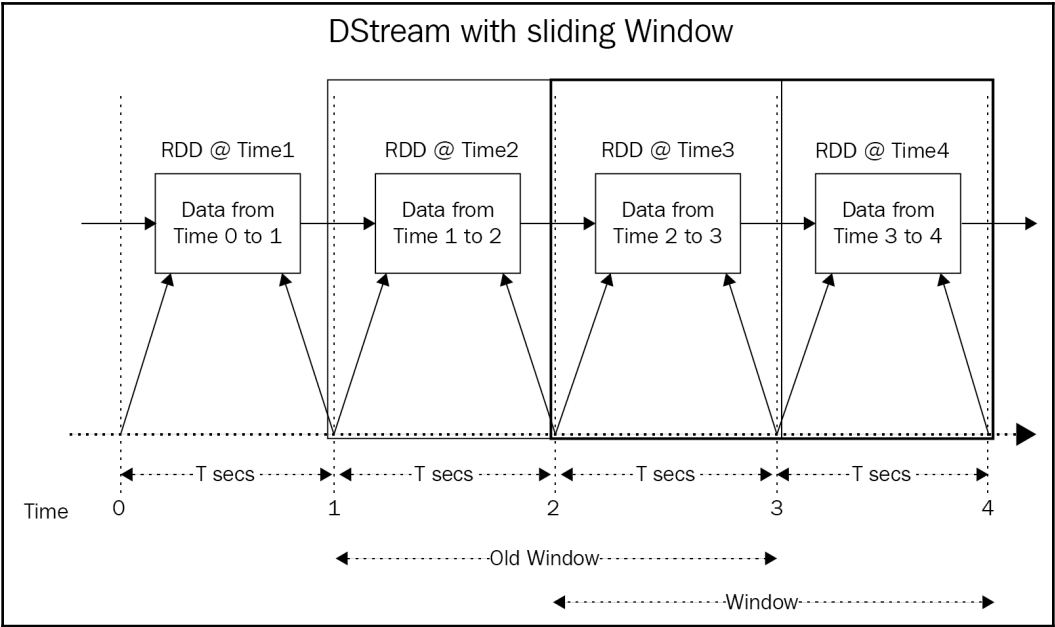 DStream with sliding Window
RDD @ Time1
RDD @ Time2
RDD @ Time3
RDD @ Time4
Data from
Time 0 to 1
Data from
Time 1 to 2
Data from
Time 2 to 3
Data from
Time 3 to 4
T secs
T secs
T secs
T secs
Time 0 1 2 3 4
Old Window
Window